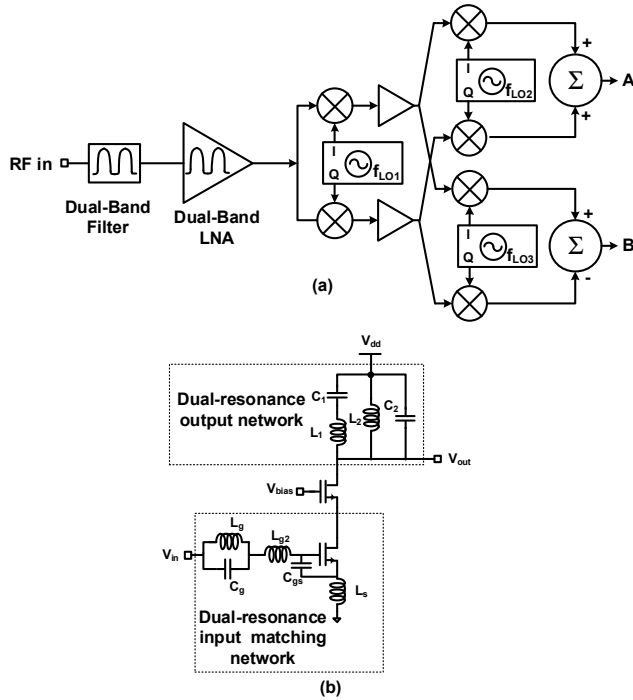 RF in
Dual-Band
Filter
Dual-Band
LNA
I
Q
fLO1
I
Q
fLO2
+
+
Σ
A
I
Q
fLO3
+
-
Σ
B
(a)
Vdd
Dual-resonance
output network
C1
L1
L2
C2
Vout
Vbias
Lg
Vin
Cg
Lg2
Cgs
Ls
Dual-resonance
input matching
network
(b)